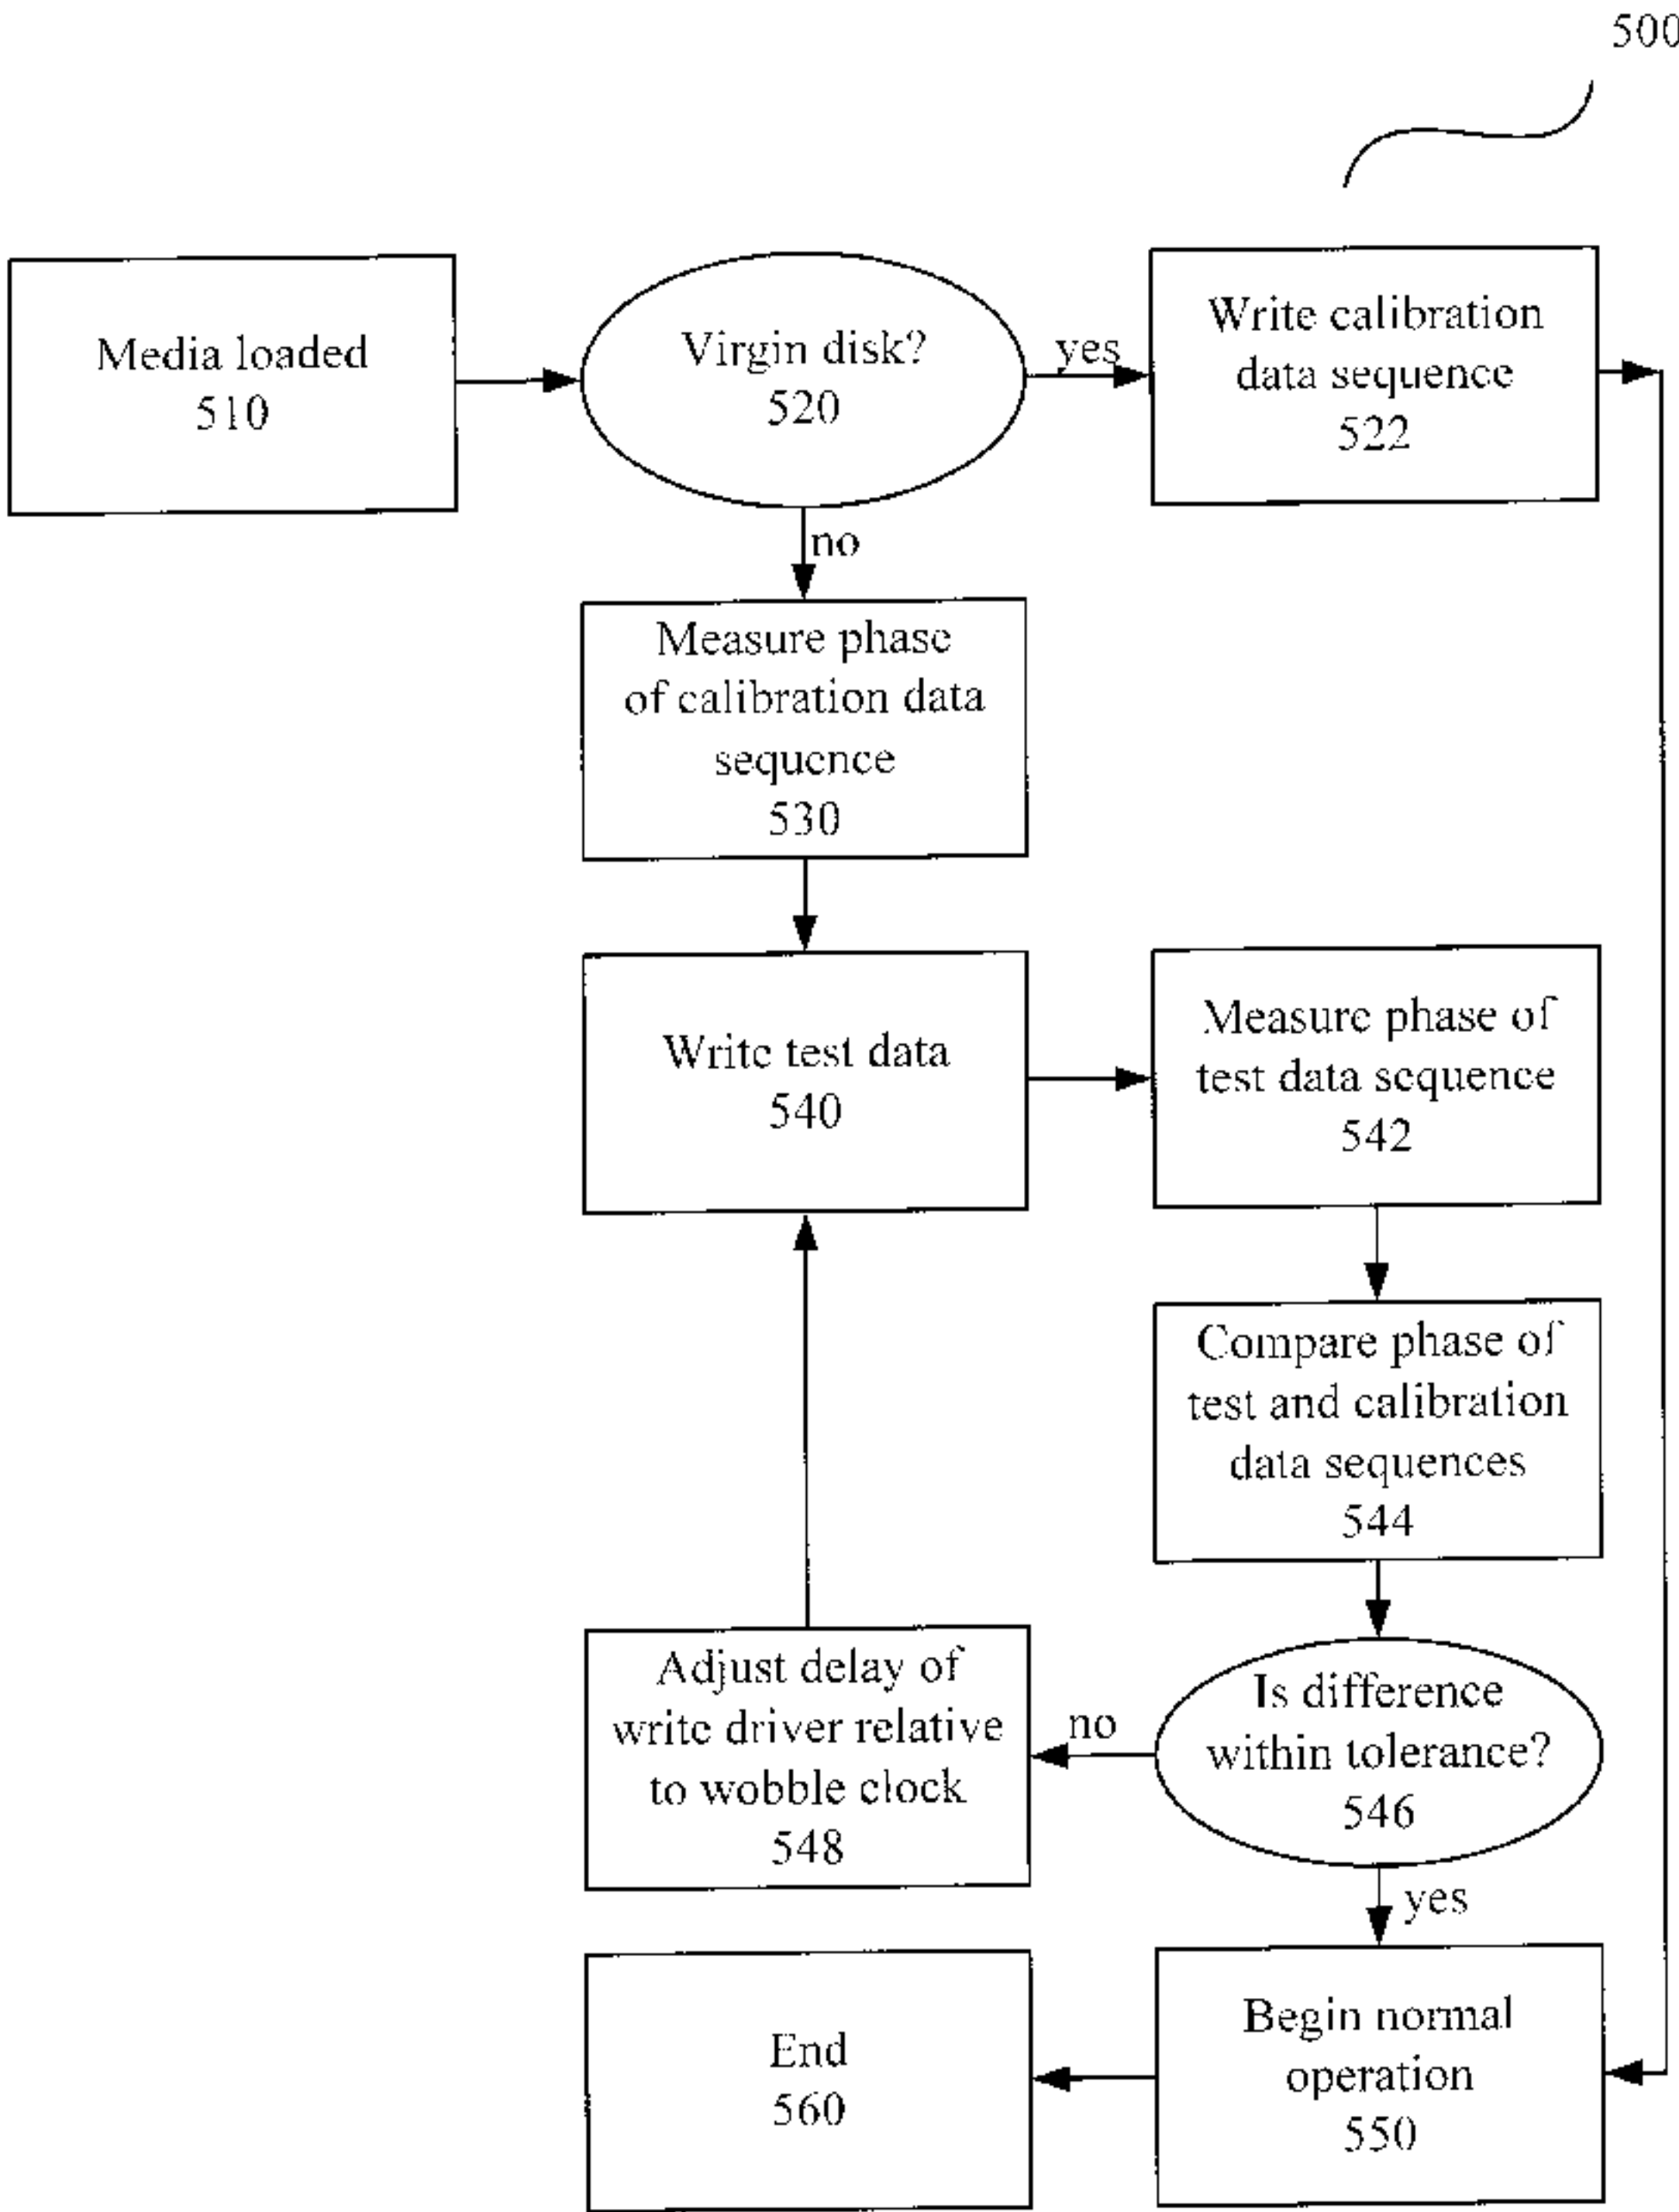 500
Media loaded
510
Virgin disk?
520
yes
Write calibration
data sequence
522
no
Measure phase
of calibration data
sequence
530
Write test data
540
Measure phase of
test data sequence
542
Compare phase of
test and calibration
data sequences
544
Adjust delay of
write driver relative
to wobble clock
548
no
Is difference
within tolerance?
546
yes
End
560
Begin normal
operation
550